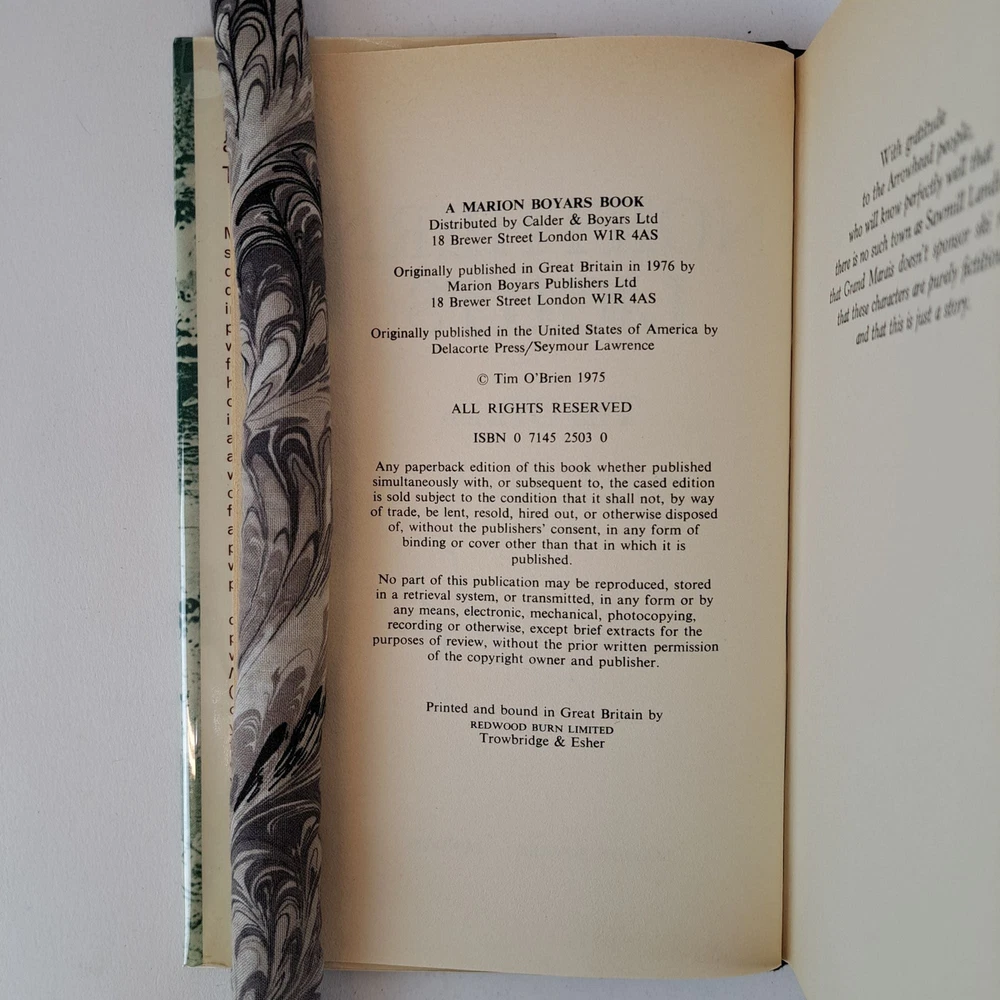 A MARION BOYARS BOOK
Distributed by Calder & Boyars Ltd
18 Brewer Street London W1R 4AS
Originally published in Great Britain in 1976 by
Marion Boyars Publishers Ltd
18 Brewer Street London W1R 4AS
Originally published in the United States of America by
Delacorte Press/Seymour Lawrence
© Tim O'Brien 1975
ALL RIGHTS RESERVED
ISBN 0 7145 2503 0
Any paperback edition of this book whether published
simultaneously with, or subsequent to, the cased edition
is sold subject to the condition that it shall not, by way
of trade, be lent, resold, hired out, or otherwise disposed
of, without the publishers' consent, in any form of
binding or cover other than that in which it is
published.
No part of this publication may be reproduced, stored
in a retrieval system, or transmitted, in any form or by
any means, electronic, mechanical, photocopying,
recording or otherwise, except brief extracts for the
purposes of review, without the prior written permission
of the copyright owner and publisher.
Printed and bound in Great Britain by
REDWOOD BURN LIMITED
Trowbridge & Esher
With gratitude
to the Arrowhead people,
who will know perfectly well that
there is no such town as Sawmill
that Grand Marais doesn't sponsor ski
that these characters are purely
and that this is just a story.